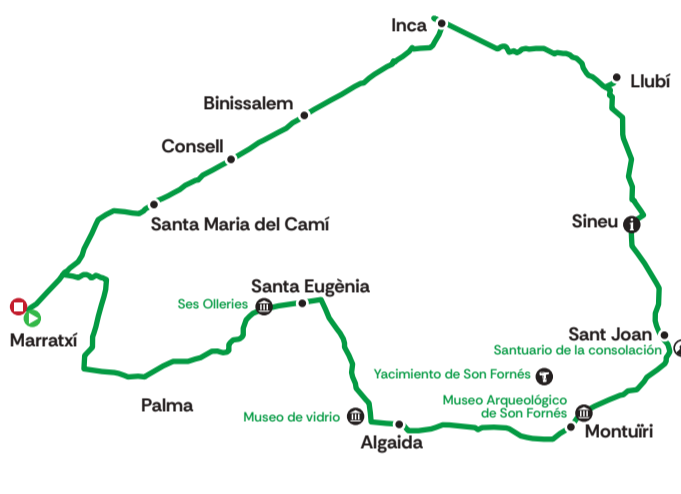 Inca
Llubí
Binissalem
Consell
Santa Maria del Camí
Sineu
Santa Eugènia
Ses Olleries
Marratxí
Sant Joan
Santuario de la consolación
Yacimiento de Son Fornés
Museo Arqueológico
de Son Fornés
Palma
Museo de vidrio
Montuïri
Algaida